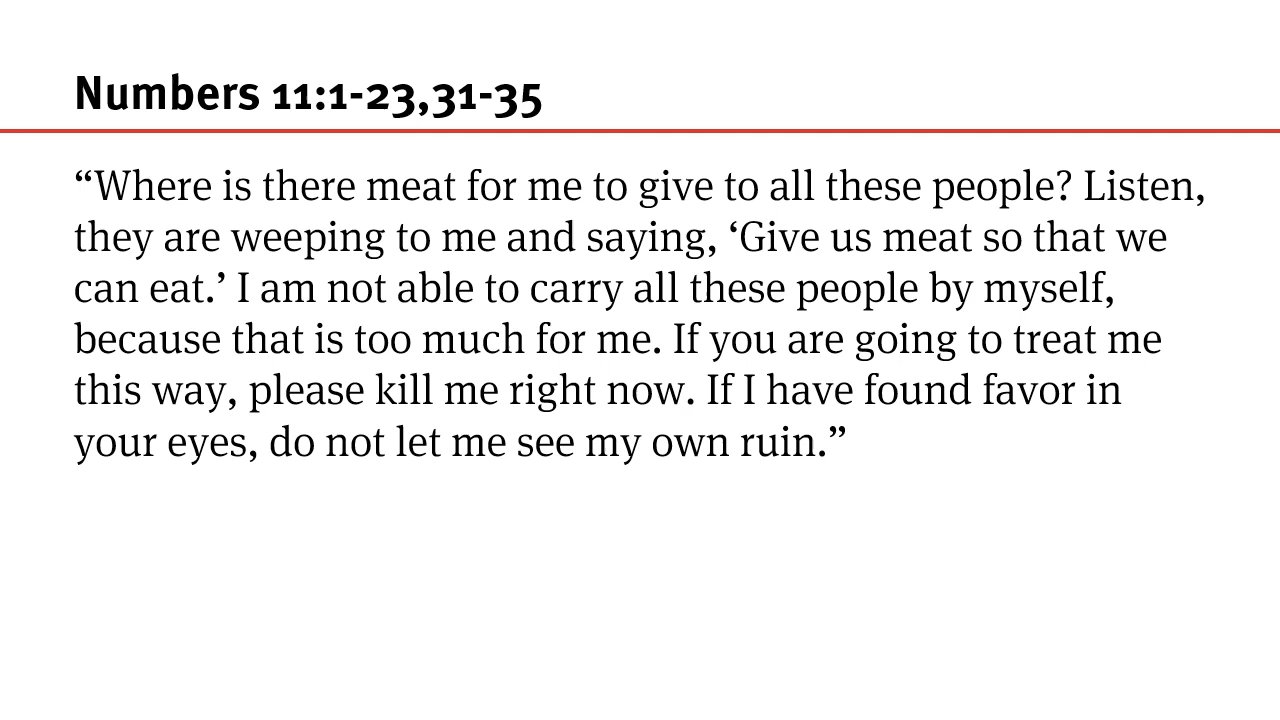 Numbers 11:1-23,31-35
“Where is there meat for me to give to all these people? Listen,
they are weeping to me and saying, ‘Give us meat so that we
can eat.’ I am not able to carry all these people by myself,
because that is too much for me. If you are going to treat me
this way, please kill me right now. If I have found favor in
your eyes, do not let me see my own ruin.”